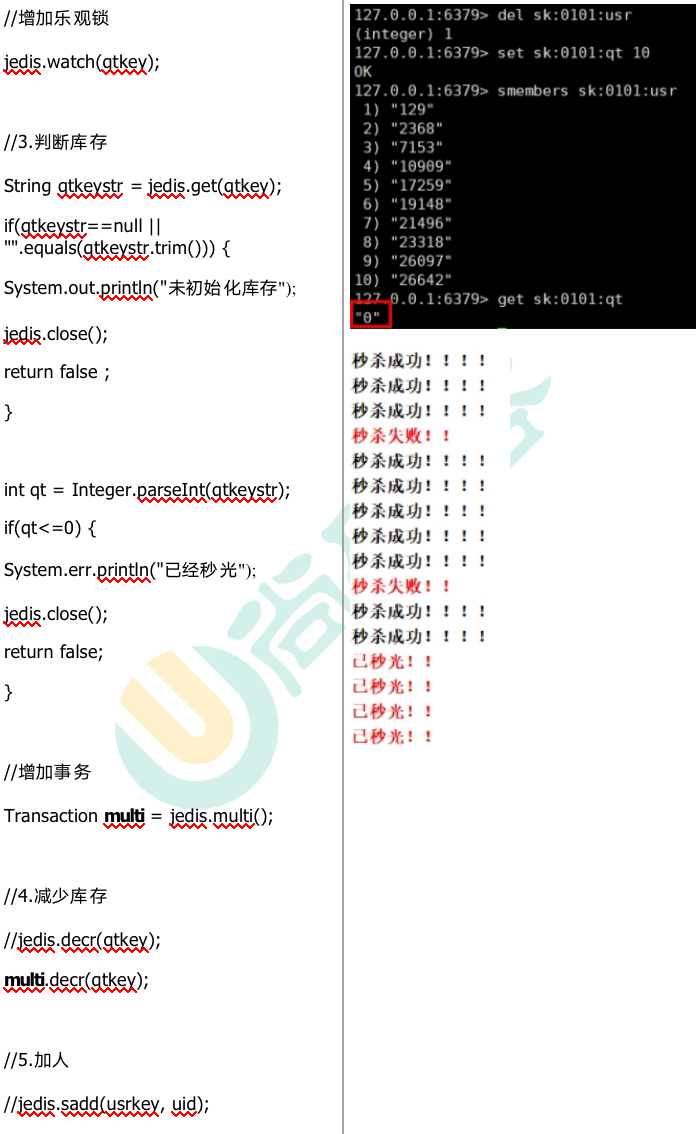 //增加乐观锁
jedis.watch(qtkey);
//3.判断库存
String qtkeystr = jedis.get(qtkey);
if(qtkeystr==null ||
"".equals(qtkeystr.trim())) {
System.out.println("未初始化库存");
jedis.close();
return false ;
}
int qt = Integer.parseInt(qtkeystr);
if(qt<=0) {
System.err.println("已经秒光");
jedis.close();
return false;
}
//增加事务
Transaction multi = jedis.multi();
//4.减少库存
//jedis.decr(qtkey);
multi.decr(qtkey);
//5.加人
//jedis.sadd(usrkey, uid);
127.0.0.1:6379> del sk:0101:usr
(integer) 1
127.0.0.1:6379> set sk:0101:qt 10
OK
127.0.0.1:6379> smembers sk:0101:usr
1) "129"
2) "2368"
3) "7153"
4) "10909"
5) "17259"
6) "19148"
7) "21496"
8) "23318"
9) "26097"
10) "26642"
127.0.0.1:6379> get sk:0101:qt
"0"
秒杀成功！！！！
秒杀成功！！！！
秒杀成功！！！！
秒杀失败！！
秒杀成功！！！！
秒杀成功！！！！
秒杀成功！！！！
秒杀成功！！！！
秒杀成功！！！！
秒杀失败！！
秒杀成功！！！！
秒杀成功！！！！
已秒光！！
已秒光！！
已秒光！！
已秒光！！
尚